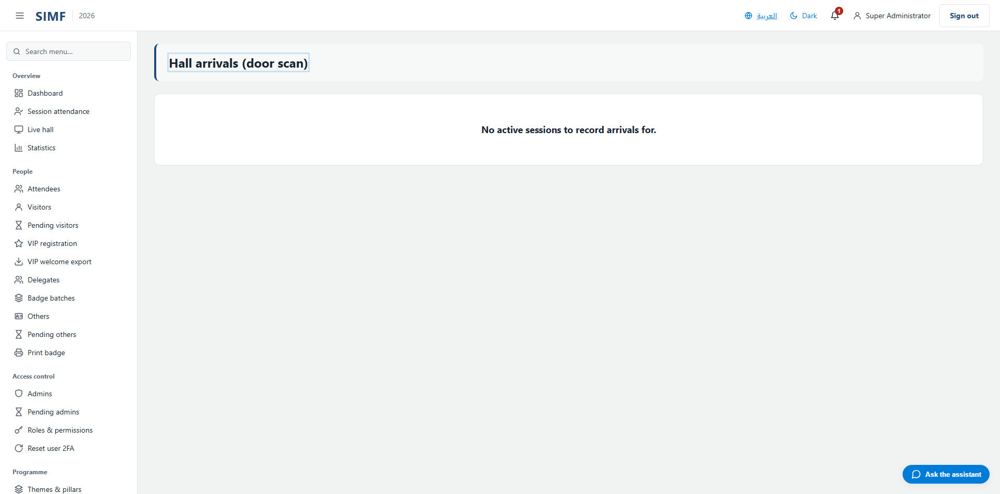 SIMF
2026
العربية
Dark
1
Super Administrator
Sign out
Search menu...
Overview
Dashboard
Session attendance
Live hall
Statistics
People
Attendees
Visitors
Pending visitors
VIP registration
VIP welcome export
Delegates
Badge batches
Others
Pending others
Print badge
Access control
Admins
Pending admins
Roles & permissions
Reset user 2FA
Programme
Themes & pillars
Hall arrivals (door scan)
No active sessions to record arrivals for.
Ask the assistant